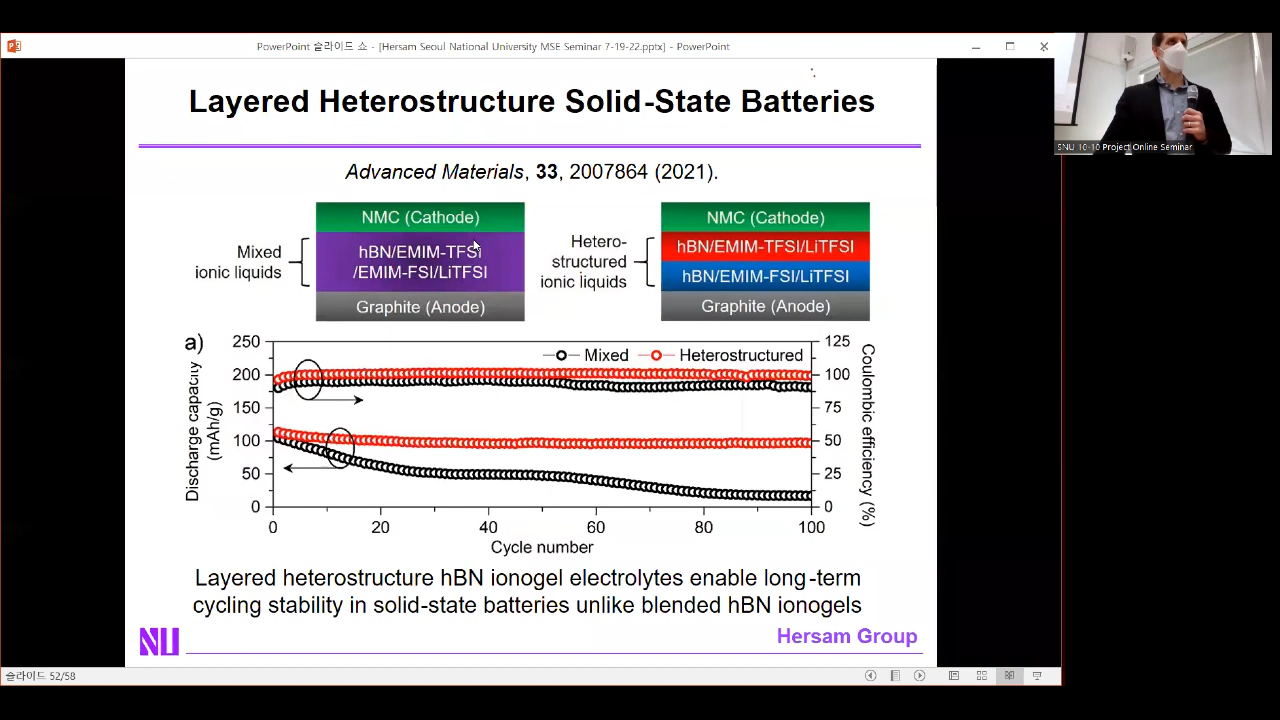 PowerPoint 슬라이드 쇼 - [Hersam Seoul National University MSE Seminar 7-19-22.pptx] - PowerPoint
Layered Heterostructure Solid-State Batteries
Advanced Materials, 33, 2007864 (2021).
NMC (Cathode)
Mixed
ionic liquids
hBN/EMIM-TFSI
/EMIM-FSI/LiTFSI
Graphite (Anode)
NMC (Cathode)
Hetero-
structured
ionic liquids
hBN/EMIM-TFSI/LiTFSI
hBN/EMIM-FSI/LiTFSI
Graphite (Anode)
a)
Mixed
Heterostructured
Discharge capacity
(mAh/g)
250
200
150
100
50
0
125
100
75
50
25
0
Coulombic efficiency (%)
0 20 40 60 80 100
Cycle number
Layered heterostructure hBN ionogel electrolytes enable long-term
cycling stability in solid-state batteries unlike blended hBN ionogels
NU
Hersam Group
슬라이드 52/58
SNU 10-10 Project Online Seminar